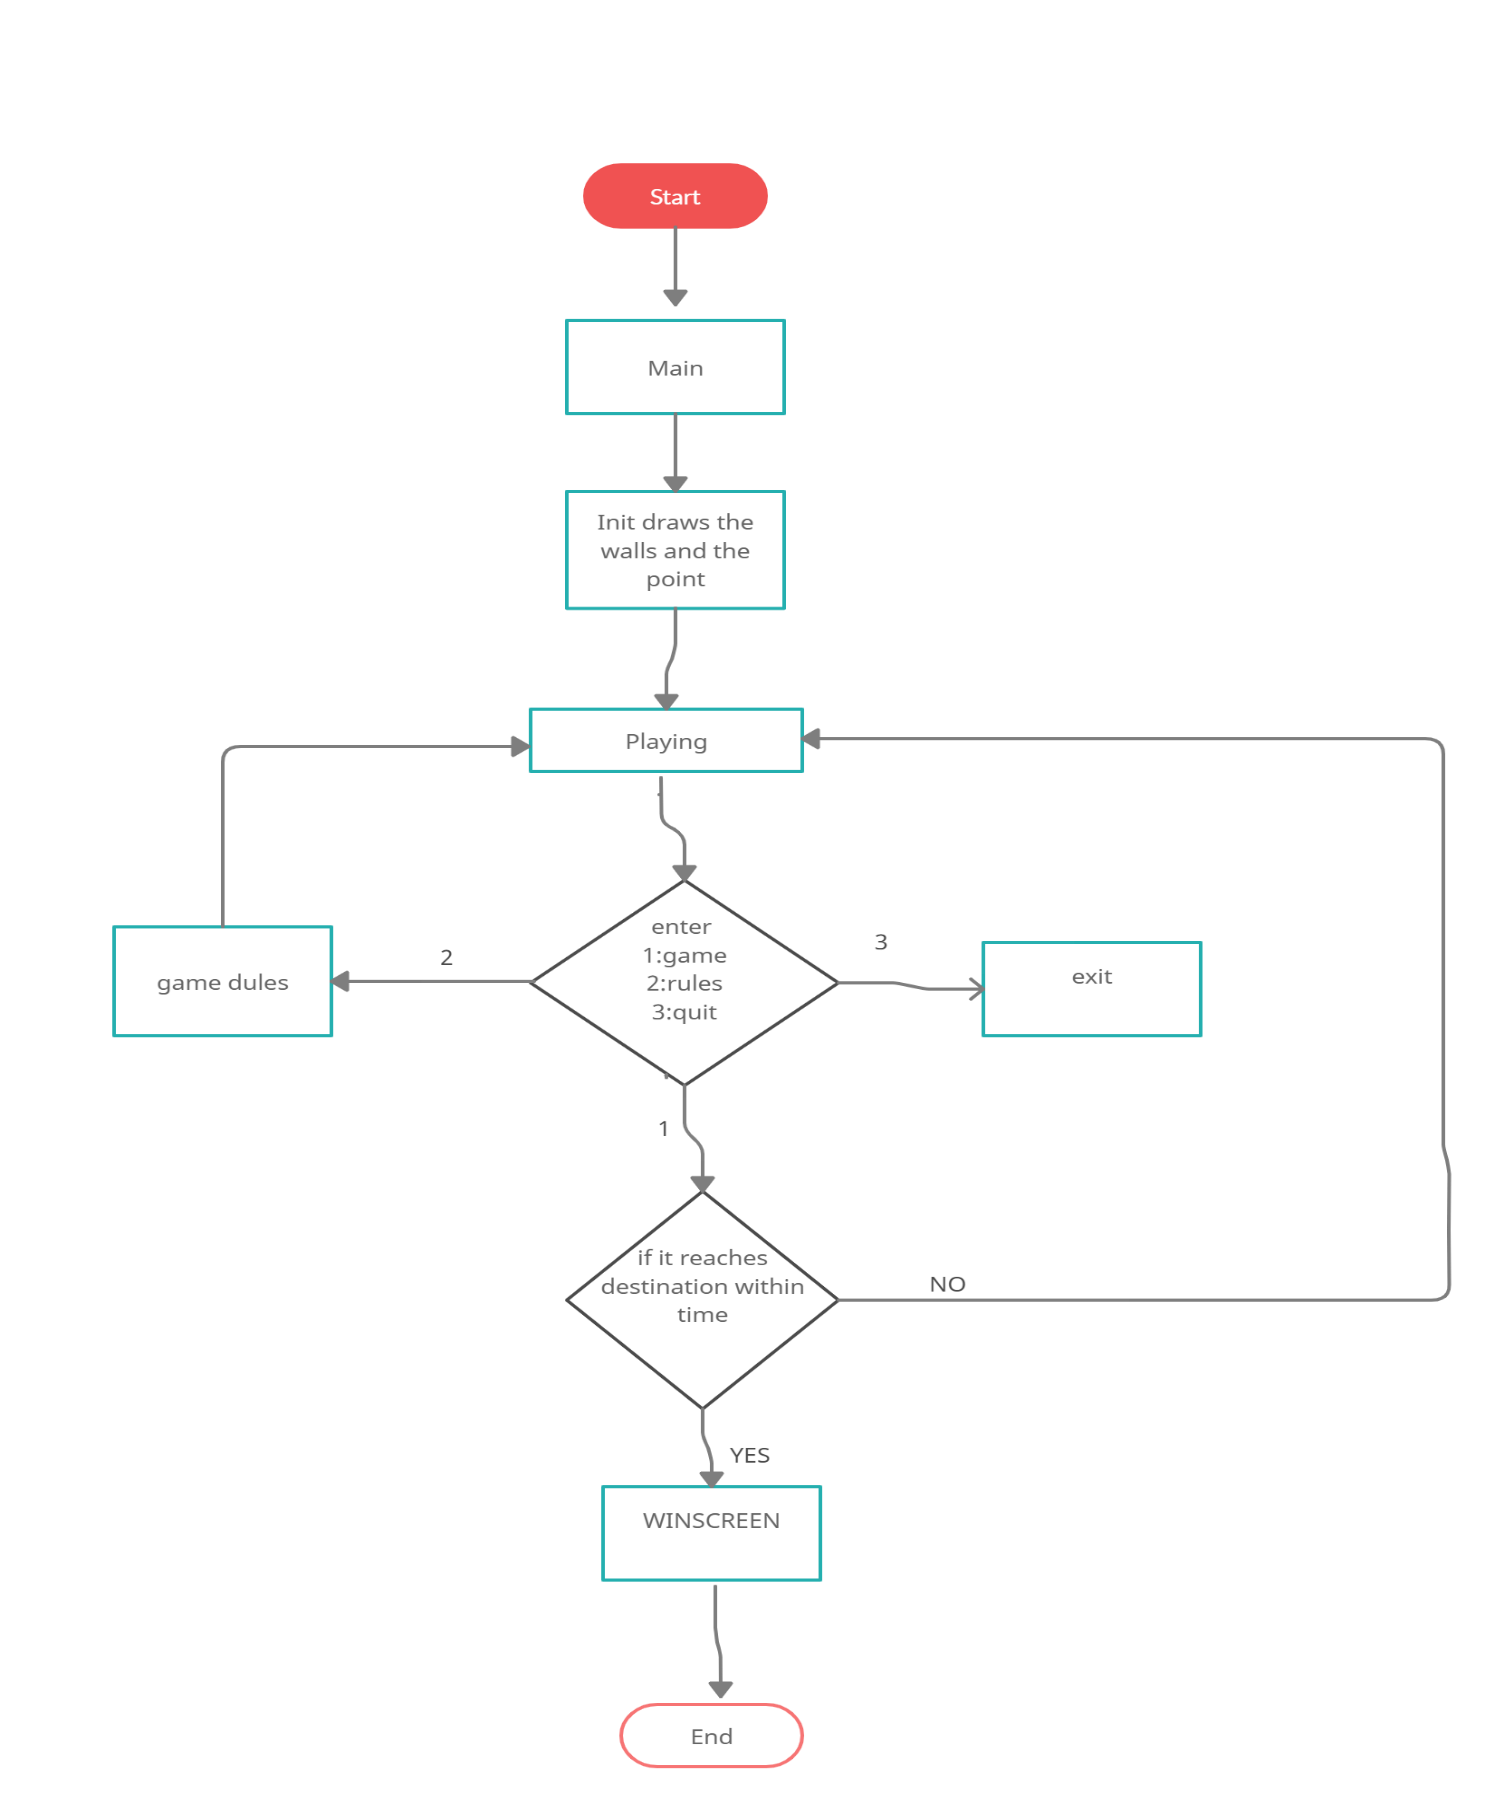 Start
Main
Init draws the
walls and the
point
Playing
enter
1:game
2:rules
3:quit
2
game dules
3
exit
1
if it reaches
destination within
time
NO
YES
WINSCREEN
End